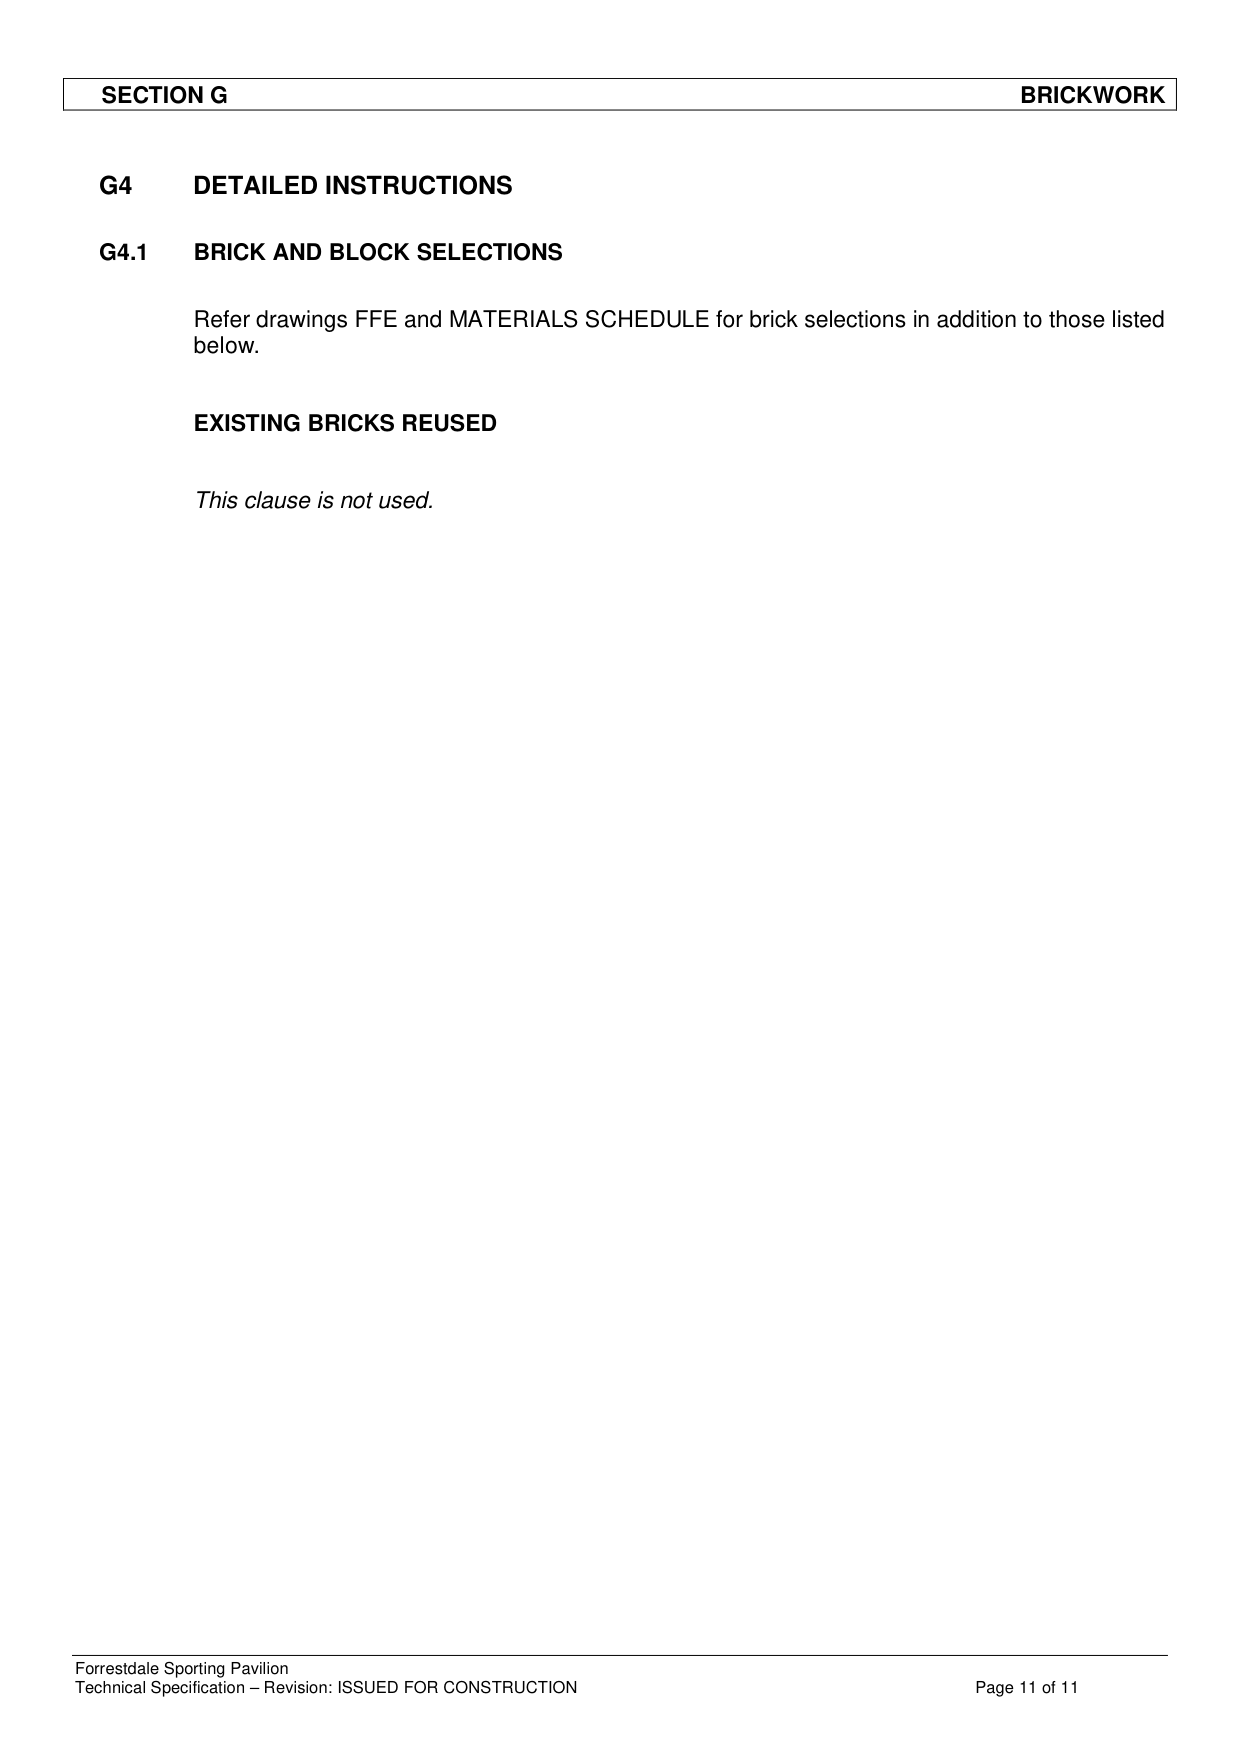 SECTION G BRICKWORK
G4 DETAILED INSTRUCTIONS
G4.1 BRICK AND BLOCK SELECTIONS
Refer drawings FFE and MATERIALS SCHEDULE for brick selections in addition to those listed
below.
EXISTING BRICKS REUSED
This clause is not used.
Forrestdale Sporting Pavilion
Technical Specification – Revision: ISSUED FOR CONSTRUCTION Page 11 of 11